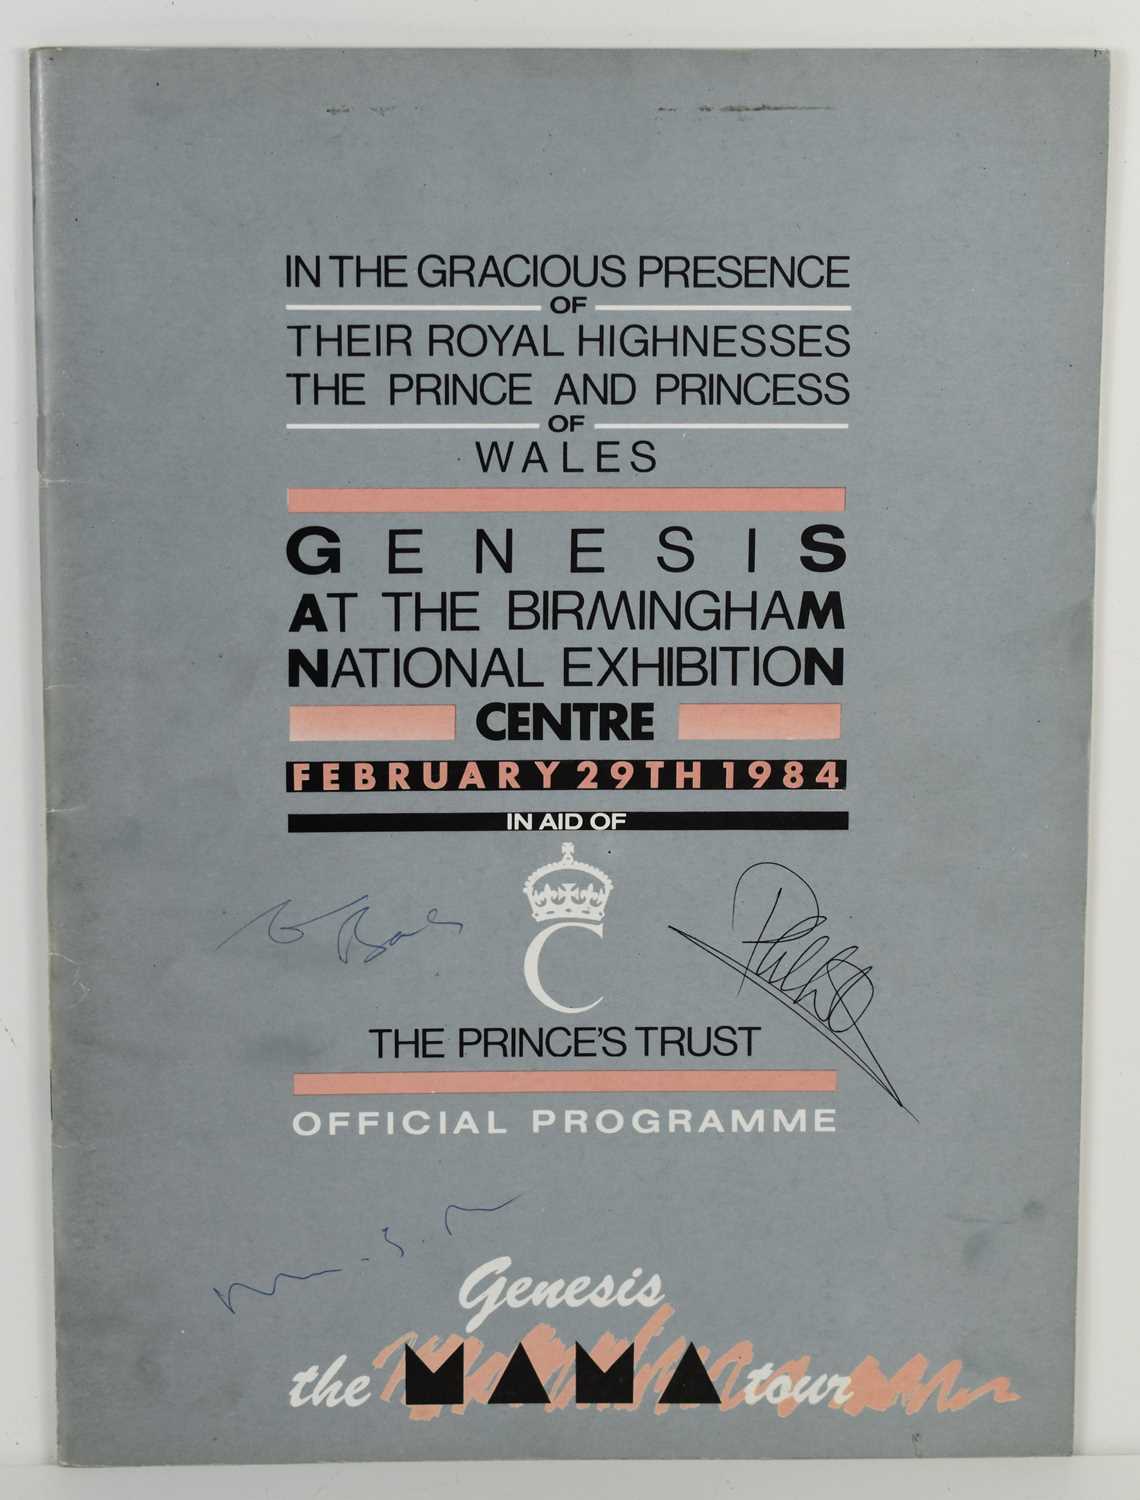 IN THE GRACIOUS PRESENCE
OF
THEIR ROYAL HIGHNESSES
THE PRINCE AND PRINCESS
OF
WALES
GENESIS
AT THE BIRMINGHAM
NATIONAL EXHIBITION
CENTRE
FEBRUARY 29TH 1984
IN AID OF
C
THE PRINCE'S TRUST
OFFICIAL PROGRAMME
Genesis
the MAMA tour